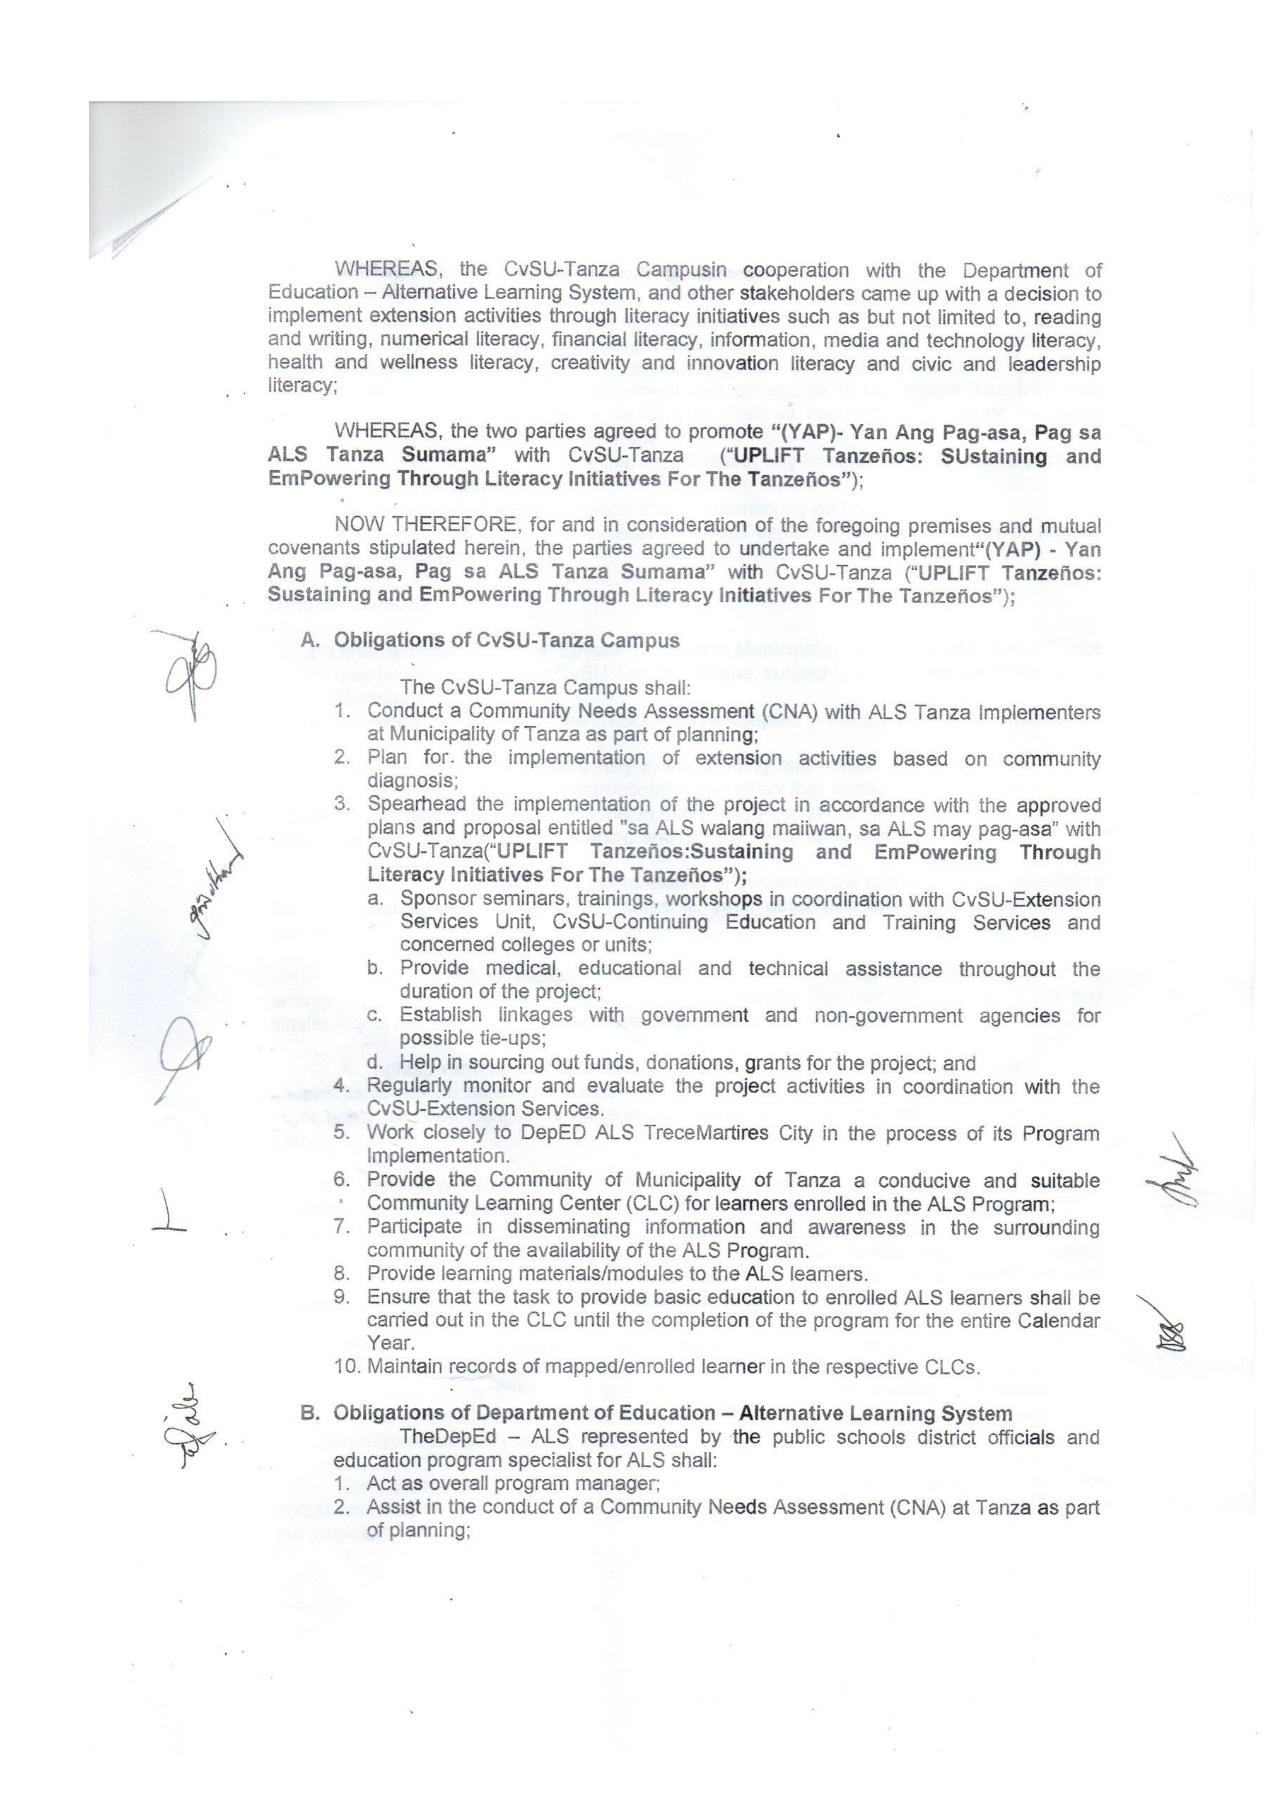 WHEREAS, the CvSU-Tanza Campusin cooperation with the Department of
Education – Alternative Learning System, and other stakeholders came up with a decision to
implement extension activities through literacy initiatives such as but not limited to, reading
and writing, numerical literacy, financial literacy, information, media and technology literacy,
health and wellness literacy, creativity and innovation literacy and civic and leadership
literacy;
WHEREAS, the two parties agreed to promote “(YAP)- Yan Ang Pag-asa, Pag sa
ALS Tanza Sumama” with CvSU-Tanza (“UPLIFT Tanzeños: SUstaining and
EmPowering Through Literacy Initiatives For The Tanzeños”);
NOW THEREFORE, for and in consideration of the foregoing premises and mutual
covenants stipulated herein, the parties agreed to undertake and implement“(YAP) - Yan
Ang Pag-asa, Pag sa ALS Tanza Sumama” with CvSU-Tanza (“UPLIFT Tanzeños:
Sustaining and EmPowering Through Literacy Initiatives For The Tanzeños”);
A. Obligations of CvSU-Tanza Campus
The CvSU-Tanza Campus shall:
1. Conduct a Community Needs Assessment (CNA) with ALS Tanza Implementers
at Municipality of Tanza as part of planning;
2. Plan for. the implementation of extension activities based on community
diagnosis;
3. Spearhead the implementation of the project in accordance with the approved
plans and proposal entitled "sa ALS walang maiiwan, sa ALS may pag-asa” with
CvSU-Tanza(“UPLIFT Tanzeños:Sustaining and EmPowering Through
Literacy Initiatives For The Tanzeños”);
a. Sponsor seminars, trainings, workshops in coordination with CvSU-Extension
Services Unit, CvSU-Continuing Education and Training Services and
concerned colleges or units;
b. Provide medical, educational and technical assistance throughout the
duration of the project;
c. Establish linkages with government and non-government agencies for
possible tie-ups;
d. Help in sourcing out funds, donations, grants for the project; and
4. Regularly monitor and evaluate the project activities in coordination with the
CvSU-Extension Services.
5. Work closely to DepED ALS TreceMartires City in the process of its Program
Implementation.
6. Provide the Community of Municipality of Tanza a conducive and suitable
Community Learning Center (CLC) for learners enrolled in the ALS Program;
7. Participate in disseminating information and awareness in the surrounding
community of the availability of the ALS Program.
8. Provide learning materials/modules to the ALS learners.
9. Ensure that the task to provide basic education to enrolled ALS learners shall be
carried out in the CLC until the completion of the program for the entire Calendar
Year.
10. Maintain records of mapped/enrolled learner in the respective CLCs.
B. Obligations of Department of Education – Alternative Learning System
TheDepEd – ALS represented by the public schools district officials and
education program specialist for ALS shall:
1. Act as overall program manager;
2. Assist in the conduct of a Community Needs Assessment (CNA) at Tanza as part
of planning;